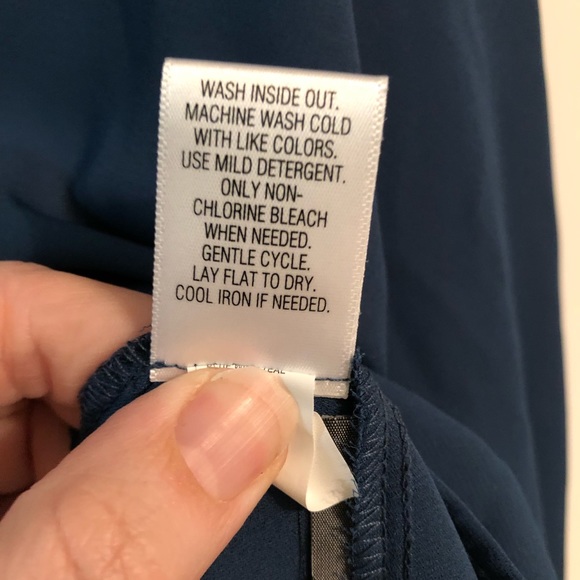 WASH INSIDE OUT.
MACHINE WASH COLD
WITH LIKE COLORS.
USE MILD DETERGENT.
ONLY NON-
CHLORINE BLEACH
WHEN NEEDED.
GENTLE CYCLE.
LAY FLAT TO DRY.
COOL IRON IF NEEDED.